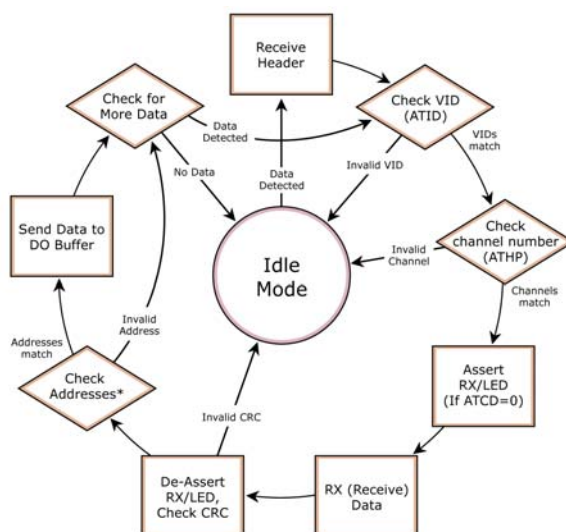 Receive
Header
Check for
More Data
Check VID
(ATID)
Data
Detected
VIDs
match
No Data
Data
Detected
Invalid VID
Send Data to
DO Buffer
Check
channel number
(ATHP)
Idle
Mode
Invalid
Channel
Channels
match
Invalid
Address
Addresses
match
Check
Addresses*
Assert
RX/LED
(If ATCD=0)
Invalid CRC
De-Assert
RX/LED,
Check CRC
RX (Receive)
Data